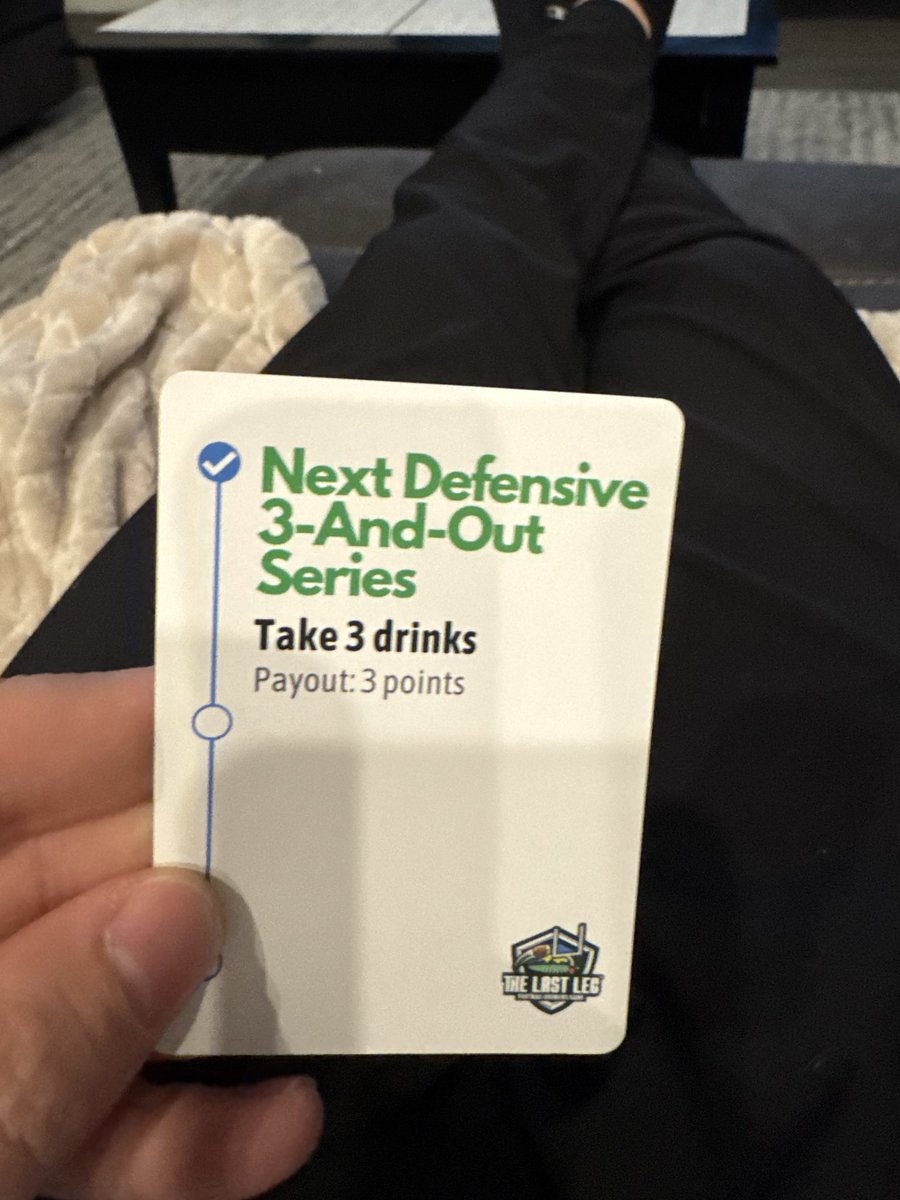 Next Defensive
3-And-Out
Series
Take 3 drinks
Payout: 3 points
THE LAST LEG